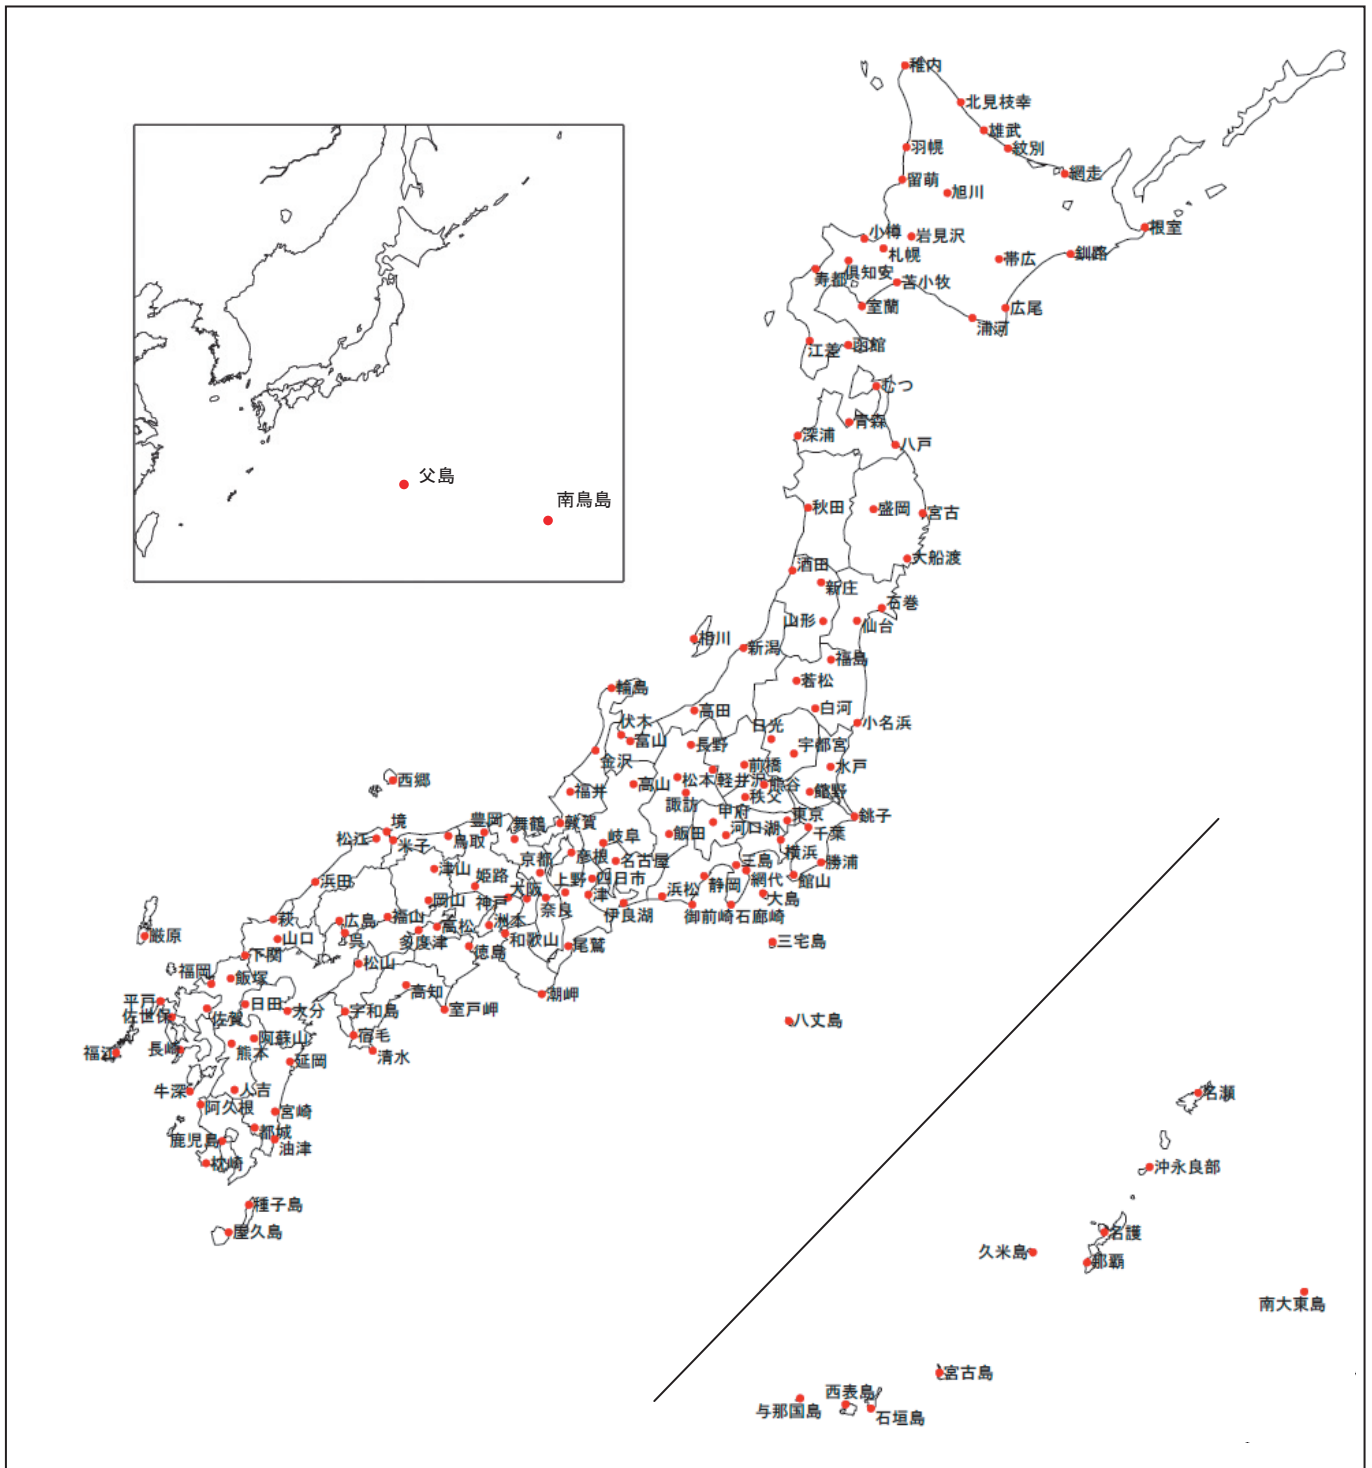 稚内
北見枝幸
雄武
紋別
羽幌
網走
留萌
旭川
根室
小樽
岩見沢
札幌
釧路
帯広
倶知安
寿都
苫小牧
室蘭
広尾
浦河
江差
函館
むつ
青森
深浦
八戸
父島
南鳥島
秋田
盛岡
宮古
大船渡
酒田
新庄
石巻
山形
仙台
相川
新潟
福島
若松
輪島
高田
白河
小名浜
伏木
富山
日光
長野
宇都宮
金沢
前橋
水戸
西郷
高山
松本
軽井沢
熊谷
福井
秩父
館野
諏訪
銚子
境
豊岡
舞鶴
敦賀
甲府
東京
松江
米子
鳥取
岐阜
飯田
河口湖
千葉
京都
彦根
名古屋
横浜
津山
三島
勝浦
浜田
姫路
上野
四日市
静岡
網代
館山
岡山
神戸
大阪
奈良
津
浜松
大島
伊良湖
御前崎
石廊崎
萩
広島
福山
高松
洲本
厳原
山口
呉
多度津
和歌山
徳島
尾鷲
三宅島
下関
松山
福岡
飯塚
高知
潮岬
平戸
日田
大分
宇和島
室戸岬
佐世保
佐賀
八丈島
阿蘇山
宿毛
福江
長崎
熊本
清水
延岡
牛深
人吉
名瀬
阿久根
宮崎
鹿児島
都城
油津
枕崎
沖永良部
種子島
屋久島
名護
久米島
那覇
南大東島
宮古島
西表島
与那国島
石垣島